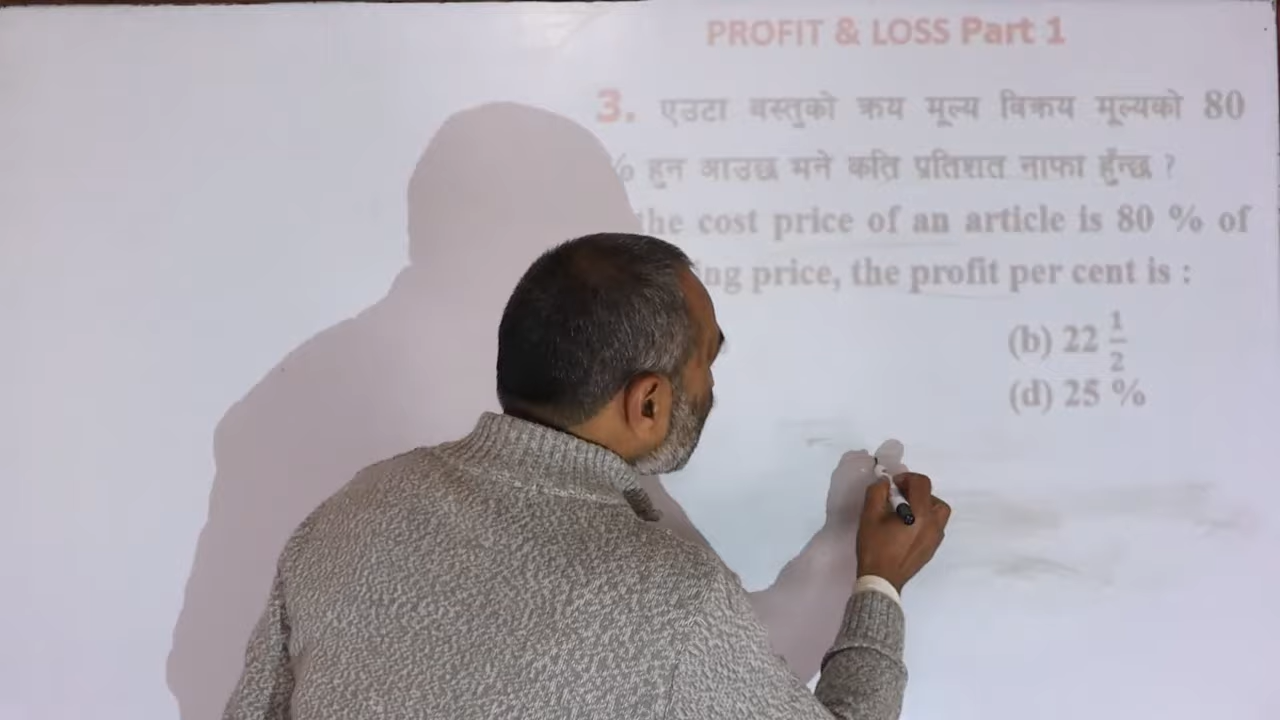 PROFIT & LOSS Part 1
3. एउटा वस्तुको क्रय मूल्य विक्रय मूल्यको 80
% हुन आउछ भने कति प्रतिशत नाफा हुँन्छ ?
the cost price of an article is 80 % of
ng price, the profit per cent is :
(b) 22 1/2
(d) 25 %